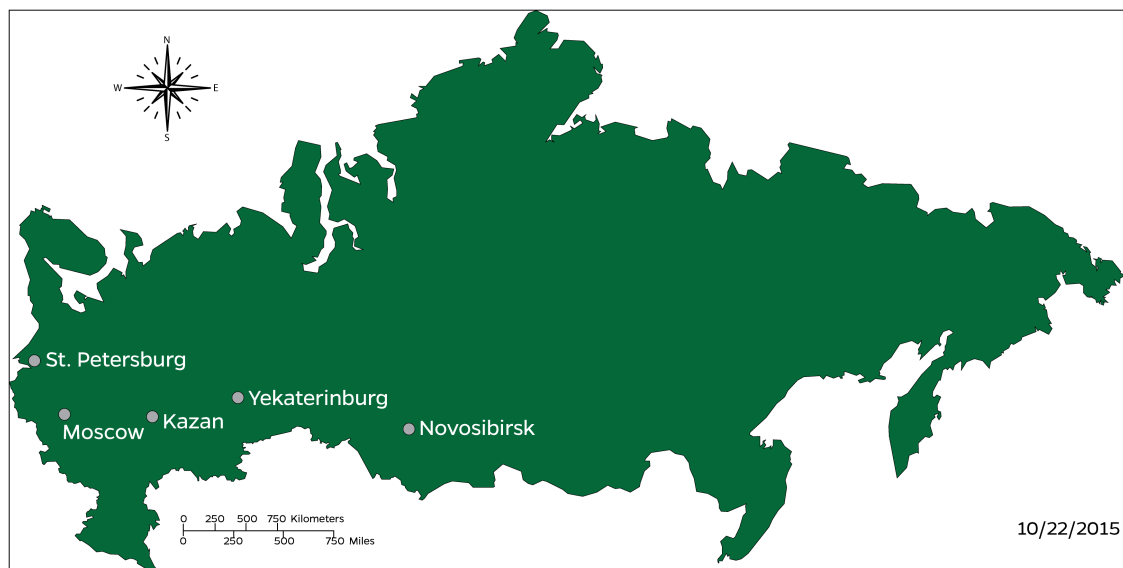 N
W E
S
St. Petersburg
Yekaterinburg
Moscow
Kazan
Novosibirsk
0 250 500 750 Kilometers
0 250 500 750 Miles
10/22/2015